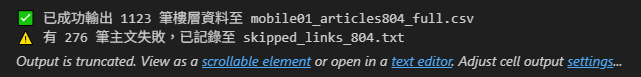 ✅ 已成功輸出 1123 筆樓層資料至 mobile01_articles804_full.csv
⚠️ 有 276 筆主文失敗，已記錄至 skipped_links_804.txt
Output is truncated. View as a scrollable element or open in a text editor. Adjust cell output settings...